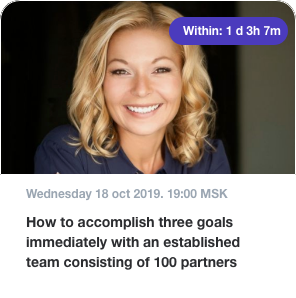 Within: 1 d 3h 7m
Wednesday 18 oct 2019. 19:00 MSK
How to accomplish three goals
immediately with an established
team consisting of 100 partners